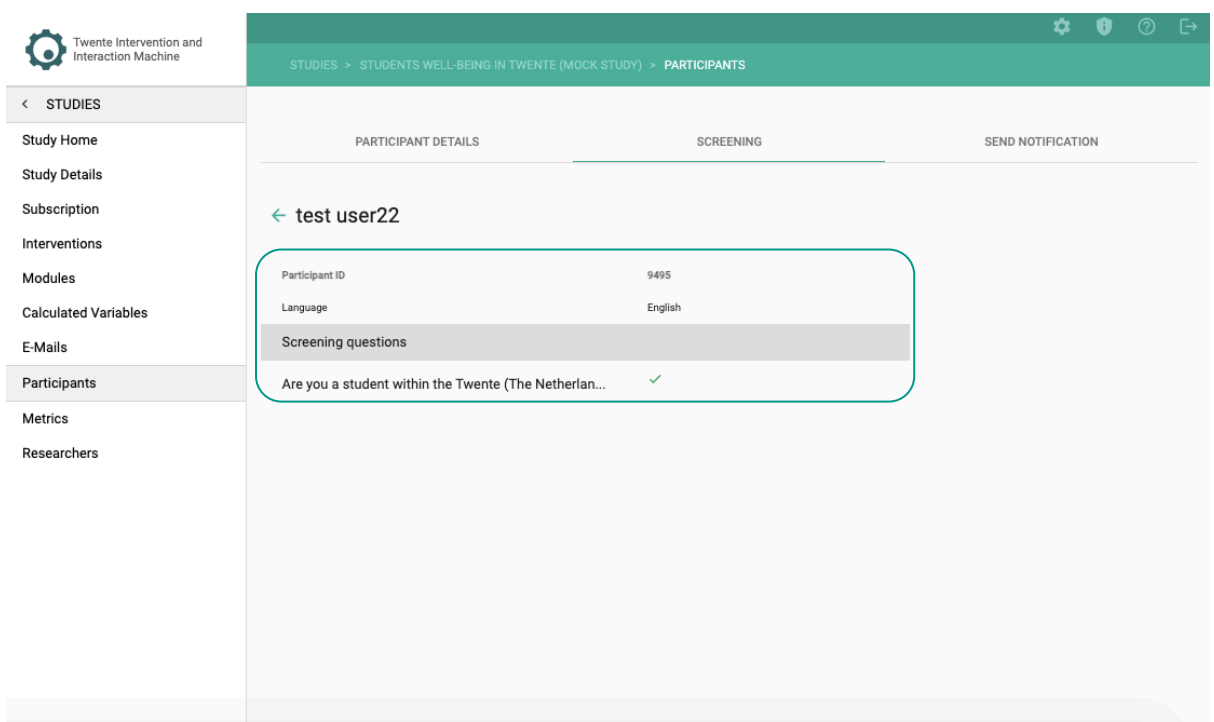 Twente Intervention and
Interaction Machine
STUDIES > STUDENTS WELL-BEING IN TWENTE (MOCK STUDY) > PARTICIPANTS
< STUDIES
Study Home
Study Details
Subscription
Interventions
Modules
Calculated Variables
E-Mails
Participants
Metrics
Researchers
PARTICIPANT DETAILS SCREENING SEND NOTIFICATION
← test user22
Participant ID 9495
Language English
Screening questions
Are you a student within the Twente (The Netherlan... ✓